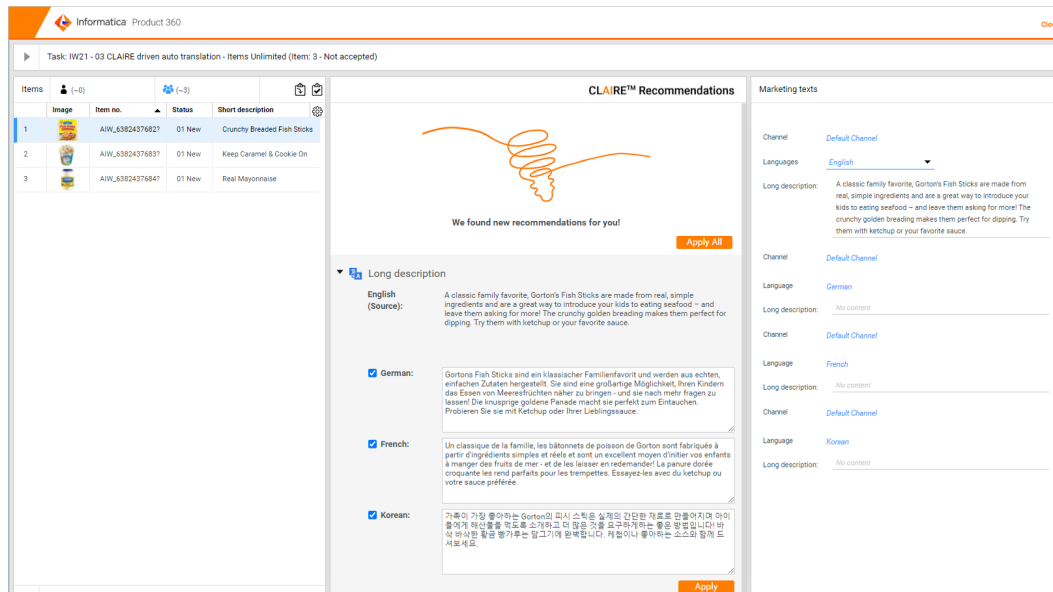 Informatica Product 360
Clos
Task: IW21 - 03 CLAIRE driven auto translation - Items Unlimited (Item: 3 - Not accepted)
Items (~0) (~3)
Image Item no. Status Short description
1 AIW_6382437682? 01 New Crunchy Breaded Fish Sticks
2 AIW_6382437683? 01 New Keep Caramel & Cookie On
3 AIW_6382437684? 01 New Real Mayonnaise
CLAIRE™ Recommendations
We found new recommendations for you!
Apply All
Long description
English (Source):
A classic family favorite, Gorton's Fish Sticks are made from real, simple
ingredients and are a great way to introduce your kids to eating seafood – and
leave them asking for more! The crunchy golden breading makes them perfect for
dipping. Try them with ketchup or your favorite sauce.
German:
Gortons Fish Sticks sind ein klassischer Familienfavorit und werden aus echten,
einfachen Zutaten hergestellt. Sie sind eine großartige Möglichkeit, Ihren Kindern
das Essen von Meeresfrüchten näher zu bringen - und sie nach mehr fragen zu
lassen! Die knusprige goldene Panade macht sie perfekt zum Eintauchen.
Probieren Sie sie mit Ketchup oder Ihrer Lieblingssauce.
French:
Un classique de la famille, les bâtonnets de poisson de Gorton sont fabriqués à
partir d'ingrédients simples et réels et sont un excellent moyen d'initier vos enfants
à manger des fruits de mer - et de les laisser en redemander! La panure dorée
croquante les rend parfaits pour les trempettes. Essayez-les avec du ketchup ou
votre sauce préférée.
Korean:
가족이 가장 좋아하는 Gorton의 피시 스틱은 실제의 간단한 재료로 만들어지며 아이
들에게 해산물을 먹도록 소개하고 더 많은 것을 요구하게하는 좋은 방법입니다! 바
삭 바삭한 황금 빵가루는 담그기에 완벽합니다. 케첩이나 좋아하는 소스와 함께 드
셔보세요.
Apply
Marketing texts
Channel Default Channel
Languages English
Long description:
A classic family favorite, Gorton's Fish Sticks are made from
real, simple ingredients and are a great way to introduce your
kids to eating seafood – and leave them asking for more! The
crunchy golden breading makes them perfect for dipping. Try
them with ketchup or your favorite sauce.
Channel Default Channel
Language German
Long description: No content
Channel Default Channel
Language French
Long description: No content
Channel Default Channel
Language Korean
Long description: No content